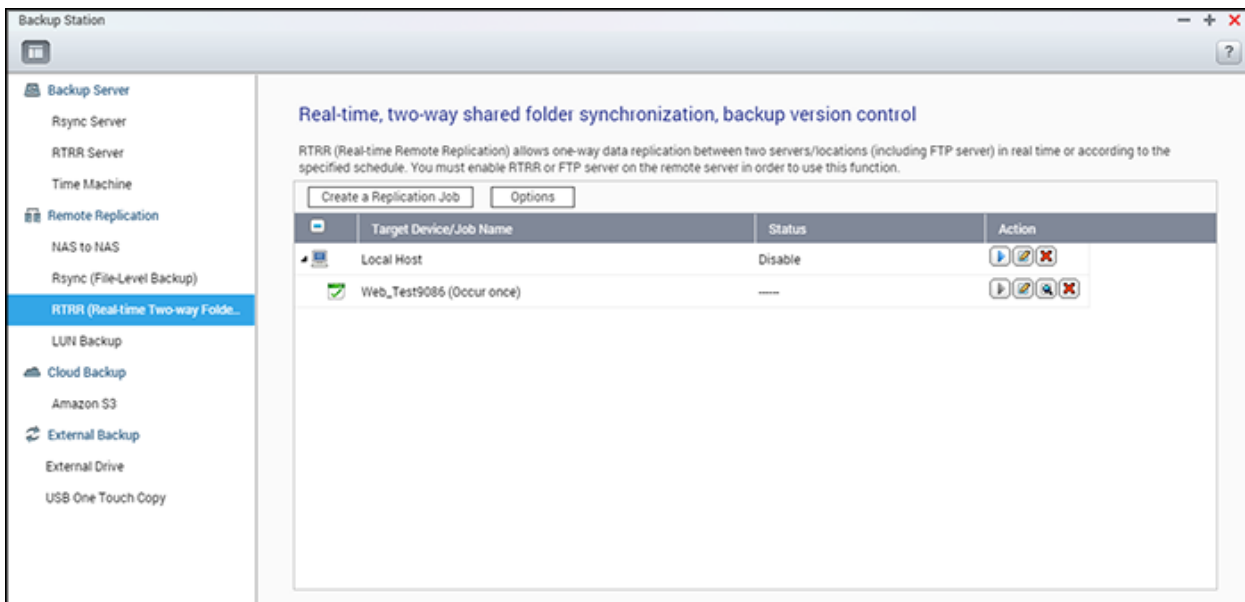 Backup Station
?
Backup Server
Rsync Server
RTRR Server
Time Machine
Remote Replication
NAS to NAS
Rsync (File-Level Backup)
RTRR (Real-time Two-way Folde...
LUN Backup
Cloud Backup
Amazon S3
External Backup
External Drive
USB One Touch Copy
Real-time, two-way shared folder synchronization, backup version control
RTRR (Real-time Remote Replication) allows one-way data replication between two servers/locations (including FTP server) in real time or according to the
specified schedule. You must enable RTRR or FTP server on the remote server in order to use this function.
Create a Replication Job Options
Target Device/Job Name Status Action
Local Host Disable
Web_Test9086 (Occur once) ------